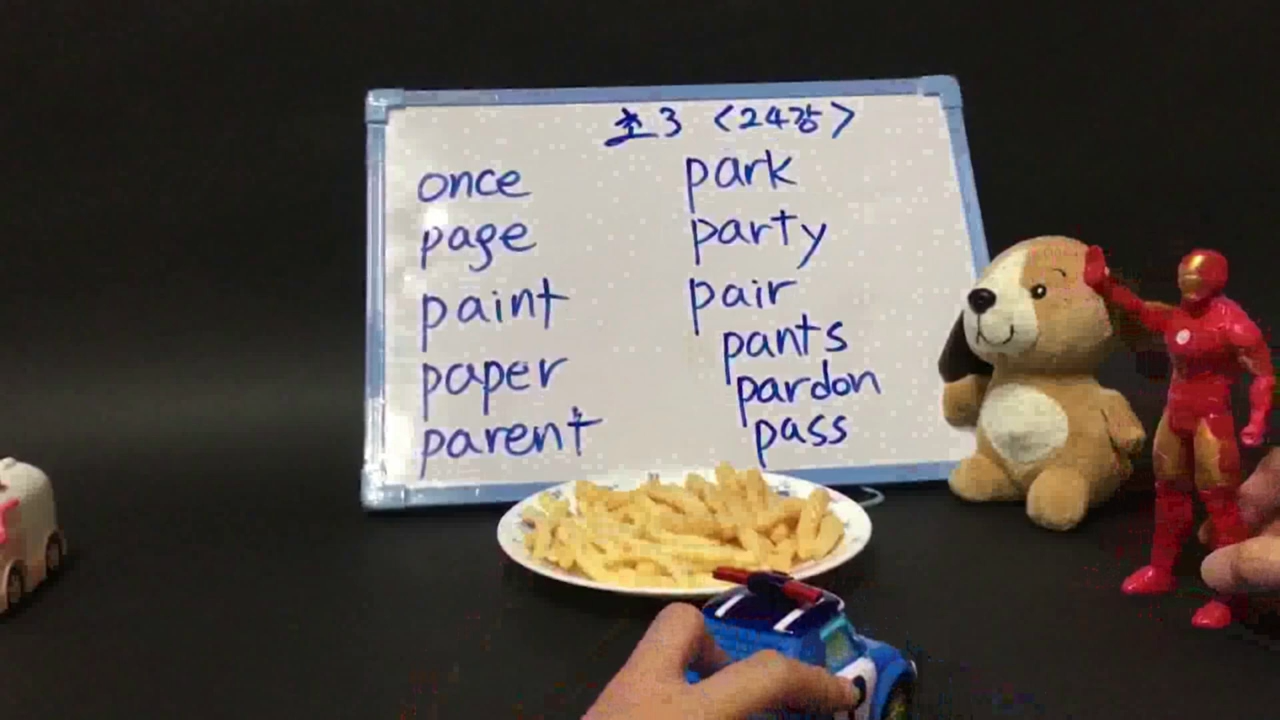 초3 <24강>
once
page
paint
paper
parent
park
party
pair
pants
pardon
pass